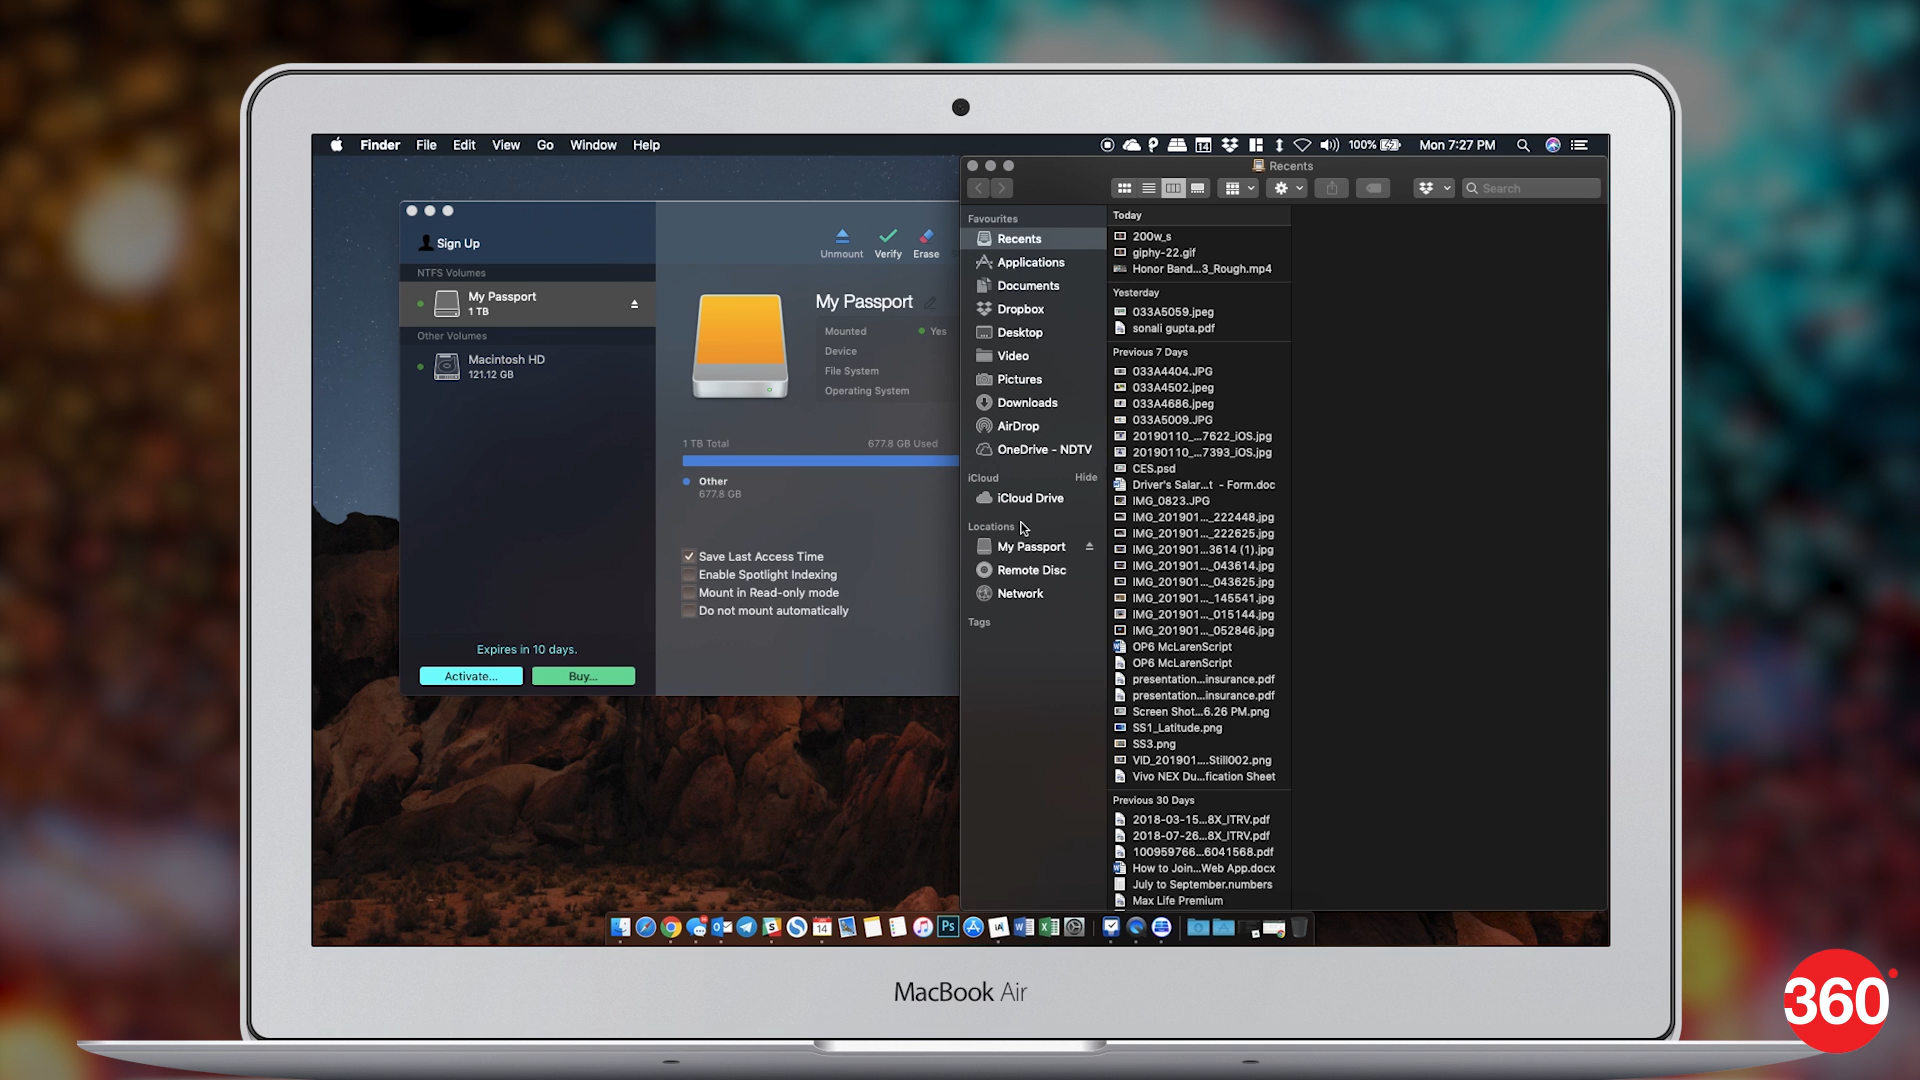 Finder File Edit View Go Window Help
14
100%
Mon 7:27 PM
Sign Up
NTFS Volumes
My Passport
1 TB
Other Volumes
Macintosh HD
121.12 GB
Expires in 10 days.
Activate...
Buy...
Unmount
Verify
Erase
My Passport
Mounted
Yes
Device
File System
Operating System
1 TB Total
677.8 GB Used
Other
677.8 GB
Save Last Access Time
Enable Spotlight Indexing
Mount in Read-only mode
Do not mount automatically
Recents
Search
Favourites
Recents
Applications
Documents
Dropbox
Desktop
Video
Pictures
Downloads
AirDrop
OneDrive - NDTV
iCloud
Hide
iCloud Drive
Locations
My Passport
Remote Disc
Network
Tags
Today
200w_s
giphy-22.gif
Honor Band...3_Rough.mp4
Yesterday
033A5059.jpeg
sonali gupta.pdf
Previous 7 Days
033A4404.JPG
033A4502.jpeg
033A4686.jpeg
033A5009.JPG
20190110_...7622_iOS.jpg
20190110_...7393_iOS.jpg
CES.psd
Driver's Salar...t - Form.doc
IMG_0823.JPG
IMG_201901..._222448.jpg
IMG_201901..._222625.jpg
IMG_201901...3614 (1).jpg
IMG_201901..._043614.jpg
IMG_201901..._043625.jpg
IMG_201901..._145541.jpg
IMG_201901..._015144.jpg
IMG_201901..._052846.jpg
OP6 McLarenScript
OP6 McLarenScript
presentation...insurance.pdf
presentation...insurance.pdf
Screen Shot...6.26 PM.png
SS1_Latitude.png
SS3.png
VID_201901....Still002.png
Vivo NEX Du...fication Sheet
Previous 30 Days
2018-03-15...8X_ITRV.pdf
2018-07-26...8X_ITRV.pdf
100959766...6041568.pdf
How to Join...Web App.docx
July to September.numbers
Max Life Premium
14
Ps
iA
MacBook Air
360